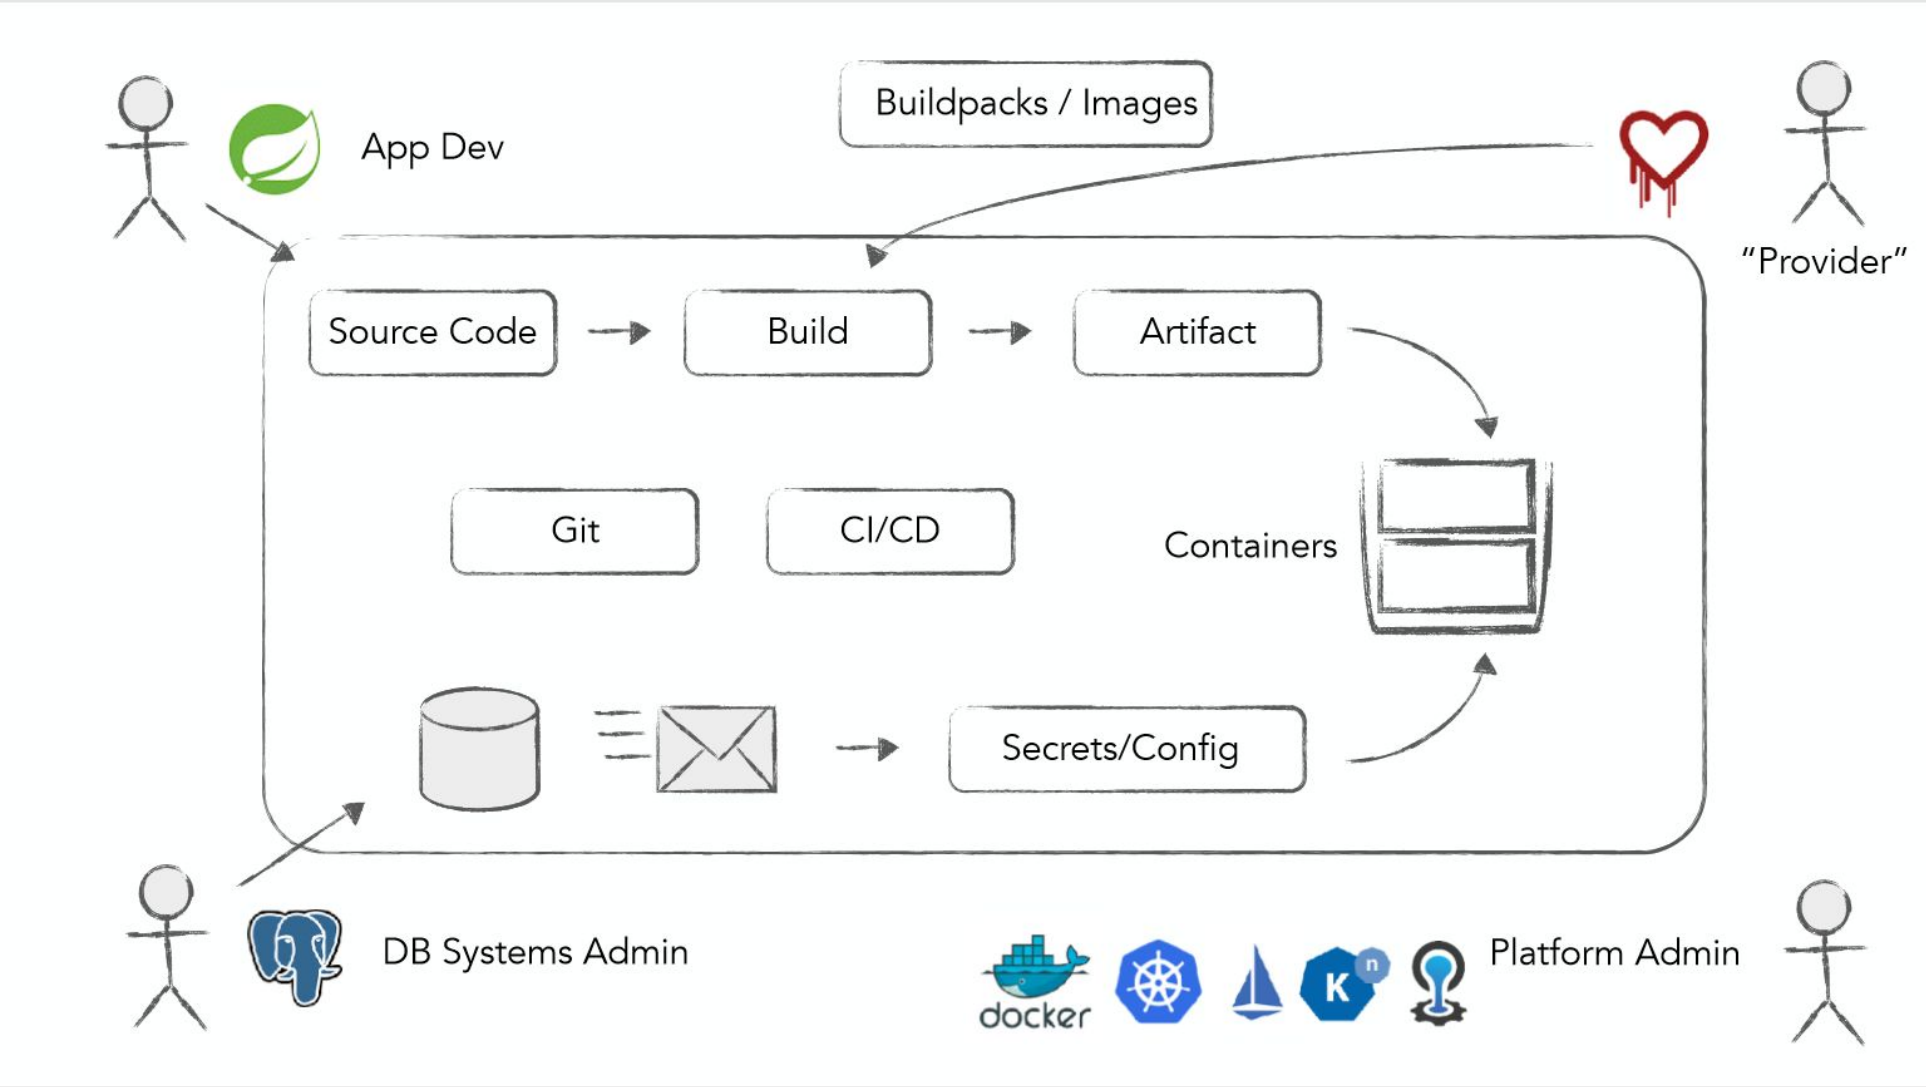 Buildpacks / Images
App Dev
“Provider”
Source Code
Build
Artifact
Git
CI/CD
Containers
Secrets/Config
DB Systems Admin
docker
K
n
Platform Admin